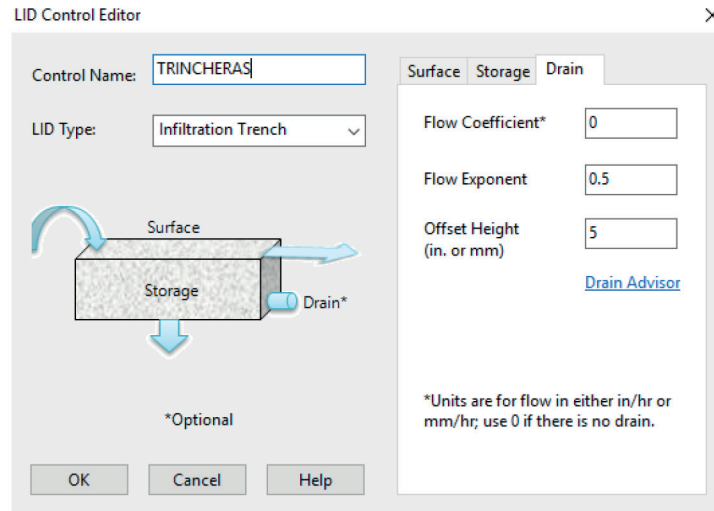 LID Control Editor
Control Name:
TRINCHERAS
LID Type:
Infiltration Trench
Surface
Storage
Drain*
*Optional
OK
Cancel
Help
Surface
Storage
Drain
Flow Coefficient*
0
Flow Exponent
0.5
Offset Height
(in. or mm)
5
Drain Advisor
*Units are for flow in either in/hr or
mm/hr; use 0 if there is no drain.